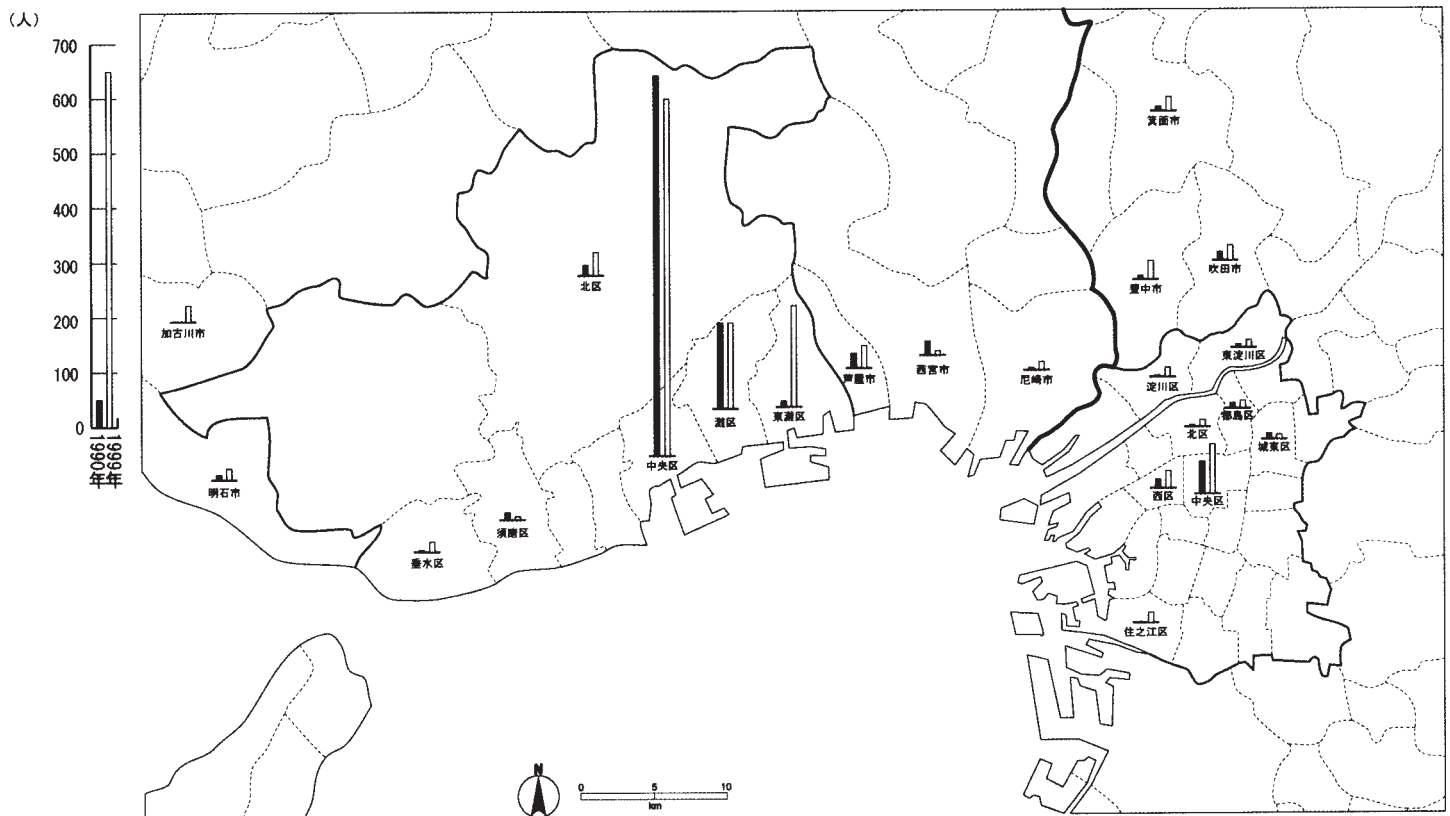 (人)
700
600
500
400
300
200
100
0
1990年
1999年
箕面市
北区
豊中市
吹田市
加古川市
東淀川区
芦屋市
西宮市
尼崎市
淀川区
灘区
東灘区
都島区
北区
城東区
中央区
明石市
西区
中央区
須磨区
垂水区
住之江区
N
0 5 10
km